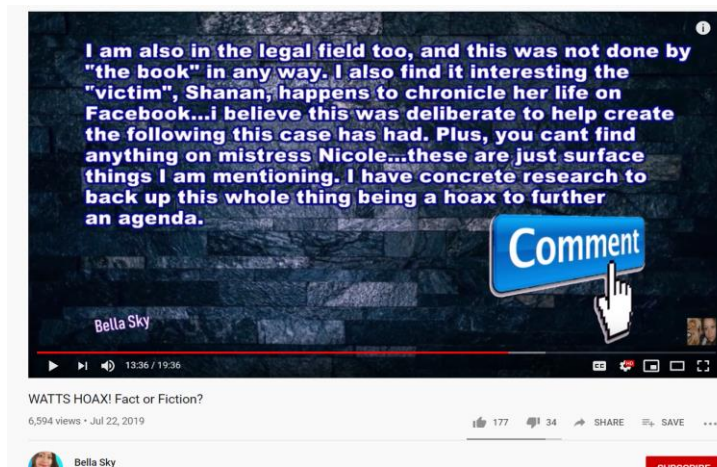 I am also in the legal field too, and this was not done by
"the book" in any way. I also find it interesting the
"victim", Shanan, happens to chronicle her life on
Facebook...i believe this was deliberate to help create
the following this case has had. Plus, you cant find
anything on mistress Nicole...these are just surface
things I am mentioning. I have concrete research to
back up this whole thing being a hoax to further
an agenda.
Comment
Bella Sky
13:36 / 19:36
CC
HD
WATTS HOAX! Fact or Fiction?
6,594 views • Jul 22, 2019
177
34
SHARE
SAVE
Bella Sky
SUBSCRIBE